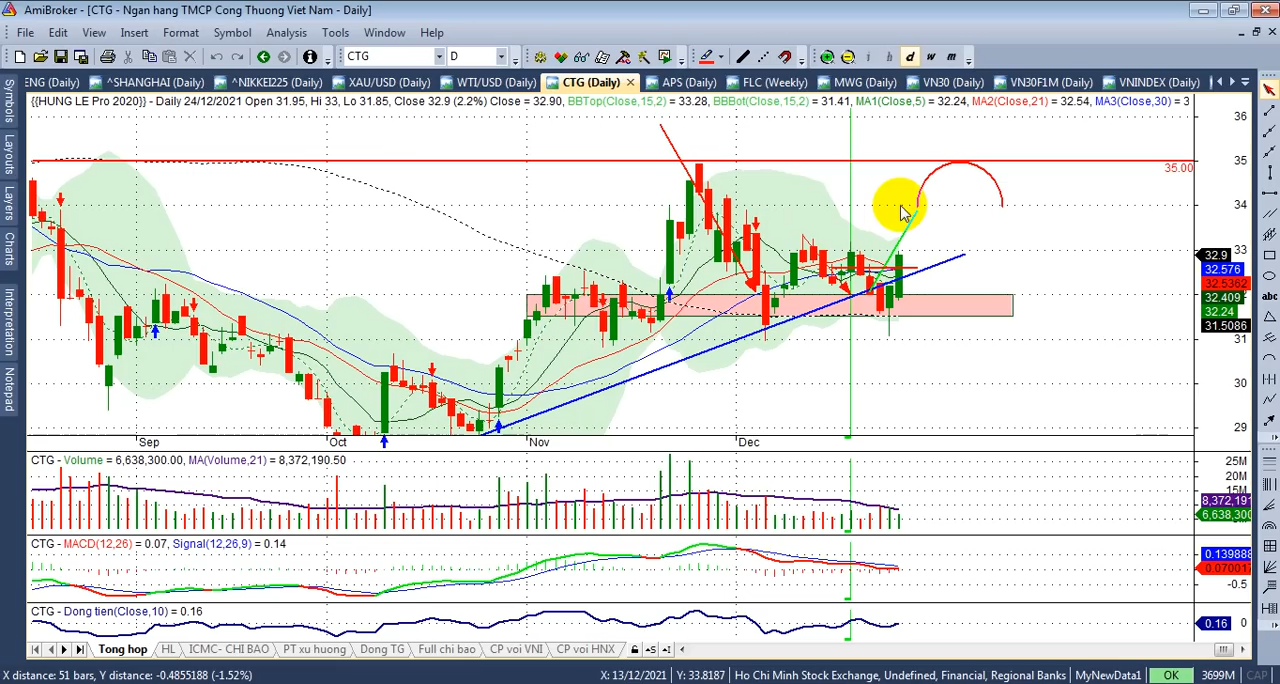 AmiBroker - [CTG - Ngan hang TMCP Cong Thuong Viet Nam - Daily]
File Edit View Insert Format Symbol Analysis Tools Window Help
CTG D d w m
ENG (Daily) ^SHANGHAI (Daily) ^NIKKEI225 (Daily) XAU/USD (Daily) WTI/USD (Daily) CTG (Daily) APS (Daily) FLC (Weekly) MWG (Daily) VN30 (Daily) VN30F1M (Daily) VNINDEX (Daily)
Symbols
Layouts
Layers
Charts
Interpretation
Notepad
{{HUNG LE Pro 2020}} - Daily 24/12/2021 Open 31.95, Hi 33, Lo 31.85, Close 32.9 (2.2%) Close = 32.90, BBTop(Close,15,2) = 33.28, BBBot(Close,15,2) = 31.41, MA1(Close,5) = 32.24, MA2(Close,21) = 32.54, MA3(Close,30) = 3
36
35
35.00
34
33
32.9
32.576
32.5362
32.409
32.24
31.5086
31
30
29
Sep Oct Nov Dec
CTG - Volume = 6,638,300.00, MA(Volume,21) = 8,372,190.50
25M
20M
15M
8,372,191
6,638,300
CTG - MACD(12,26) = 0.07, Signal(12,26,9) = 0.14
0.139888
0.070017
-0.5
CTG - Dong tien(Close,10) = 0.16
0.16 0
Tong hop HL ICMC- CHI BAO PT xu huong Dong TG Full chi bao CP voi VNI CP voi HNX
X distance: 51 bars, Y distance: -0.4855188 (-1.52%) X: 13/12/2021 Y: 33.8187 Ho Chi Minh Stock Exchange, Undefined, Financial, Regional Banks MyNewData1 OK 3699M CAP